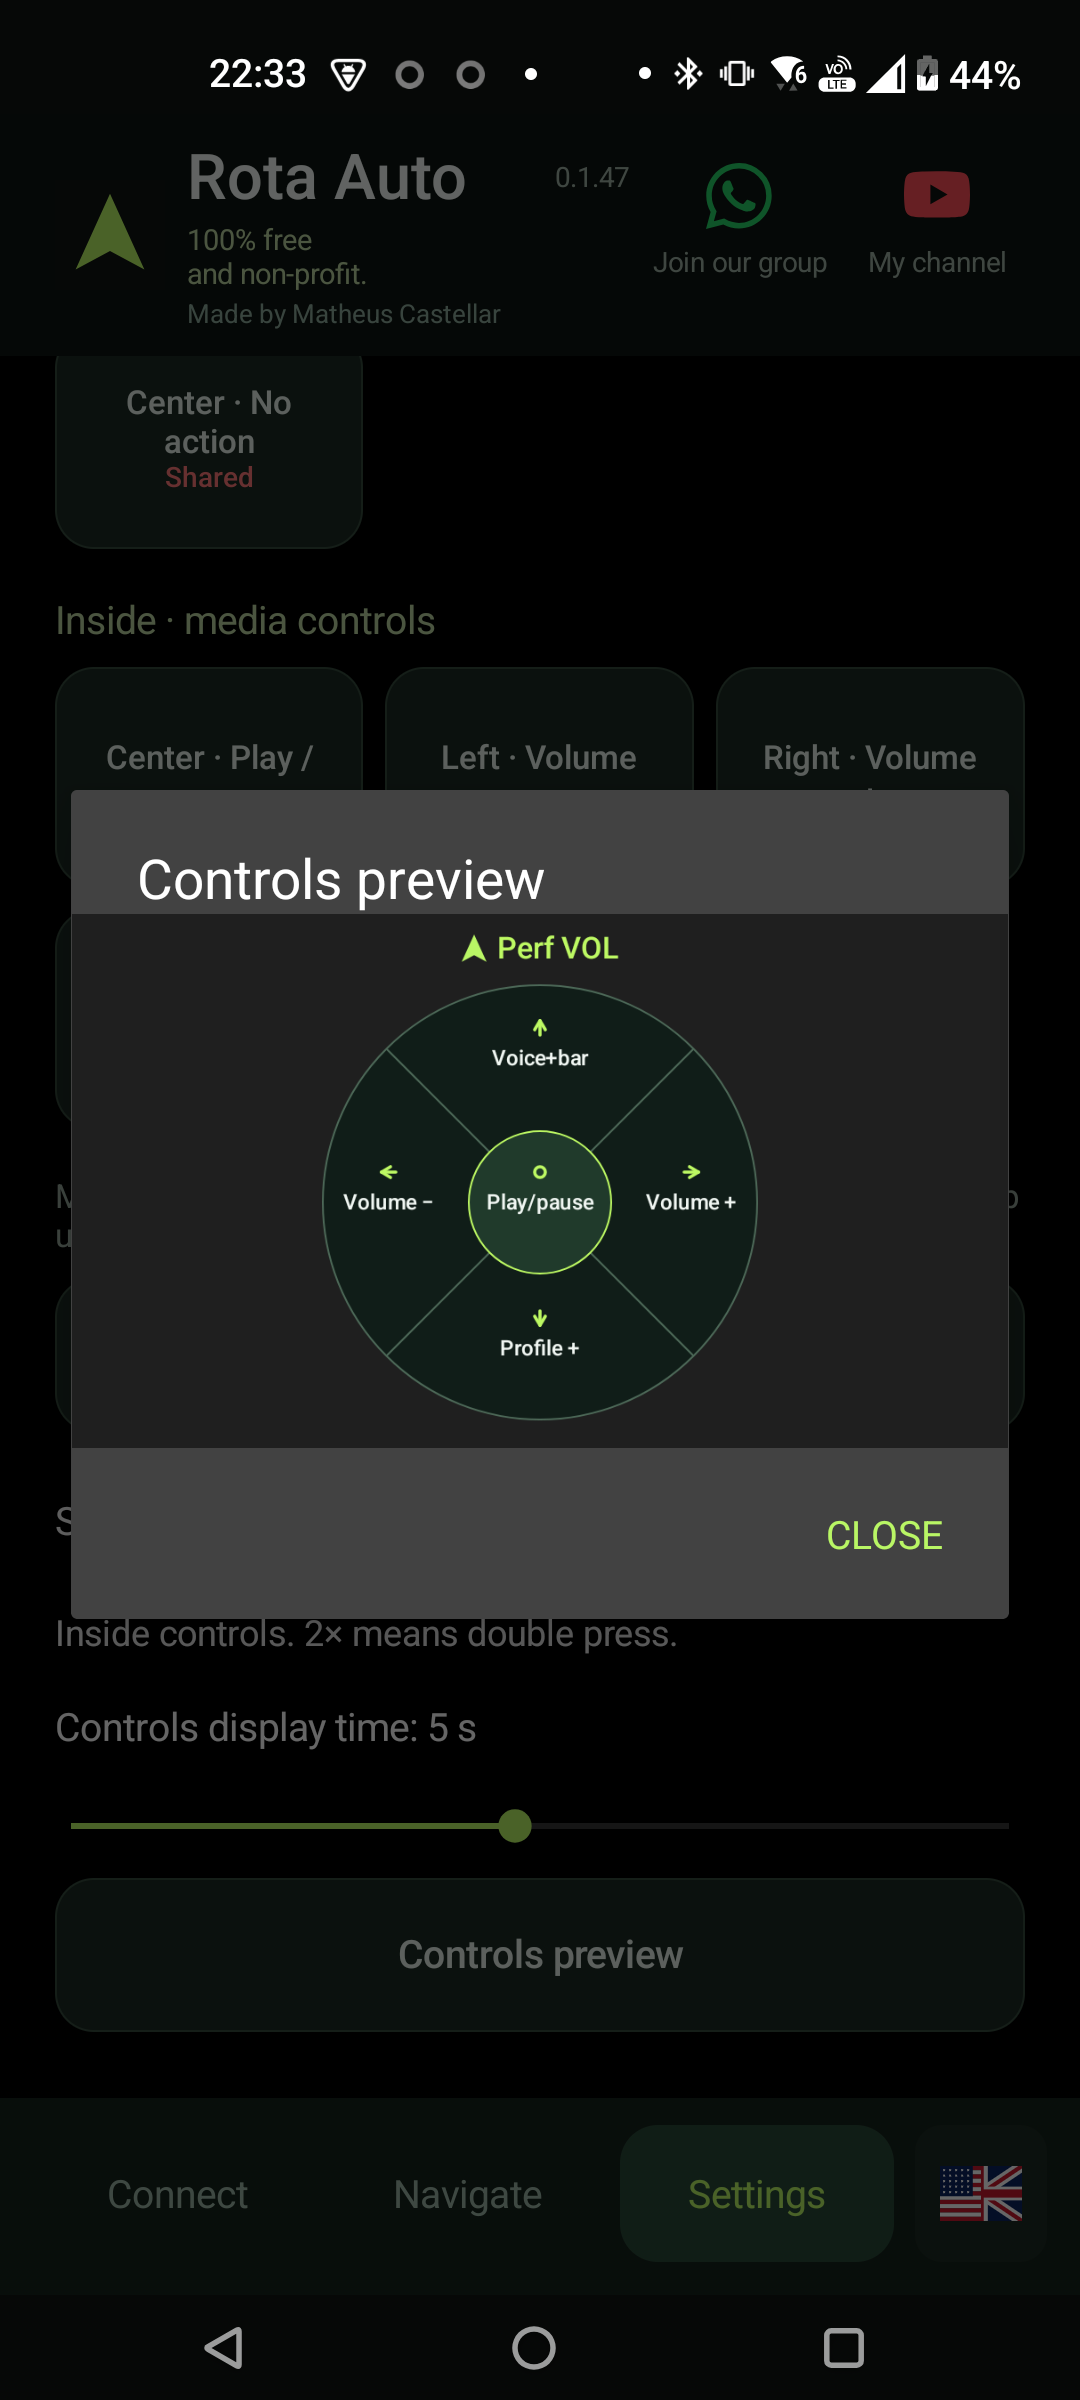 22:33
6
VO
LTE
44%
Rota Auto
0.1.47
100% free
and non-profit.
Made by Matheus Castellar
Join our group
My channel
Center · No
action
Shared
Inside · media controls
Center · Play /
Left · Volume
Right · Volume
Controls preview
Perf VOL
Voice+bar
Volume −
Play/pause
Volume +
Profile +
CLOSE
Inside controls. 2× means double press.
Controls display time: 5 s
Controls preview
Connect
Navigate
Settings